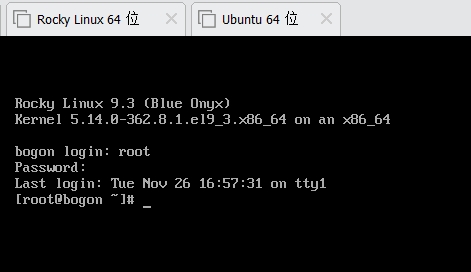 Rocky Linux 64 位
Ubuntu 64 位
Rocky Linux 9.3 (Blue Onyx)
Kernel 5.14.0-362.8.1.el9_3.x86_64 on an x86_64
bogon login: root
Password:
Last login: Tue Nov 26 16:57:31 on tty1
[root@bogon ~]# _